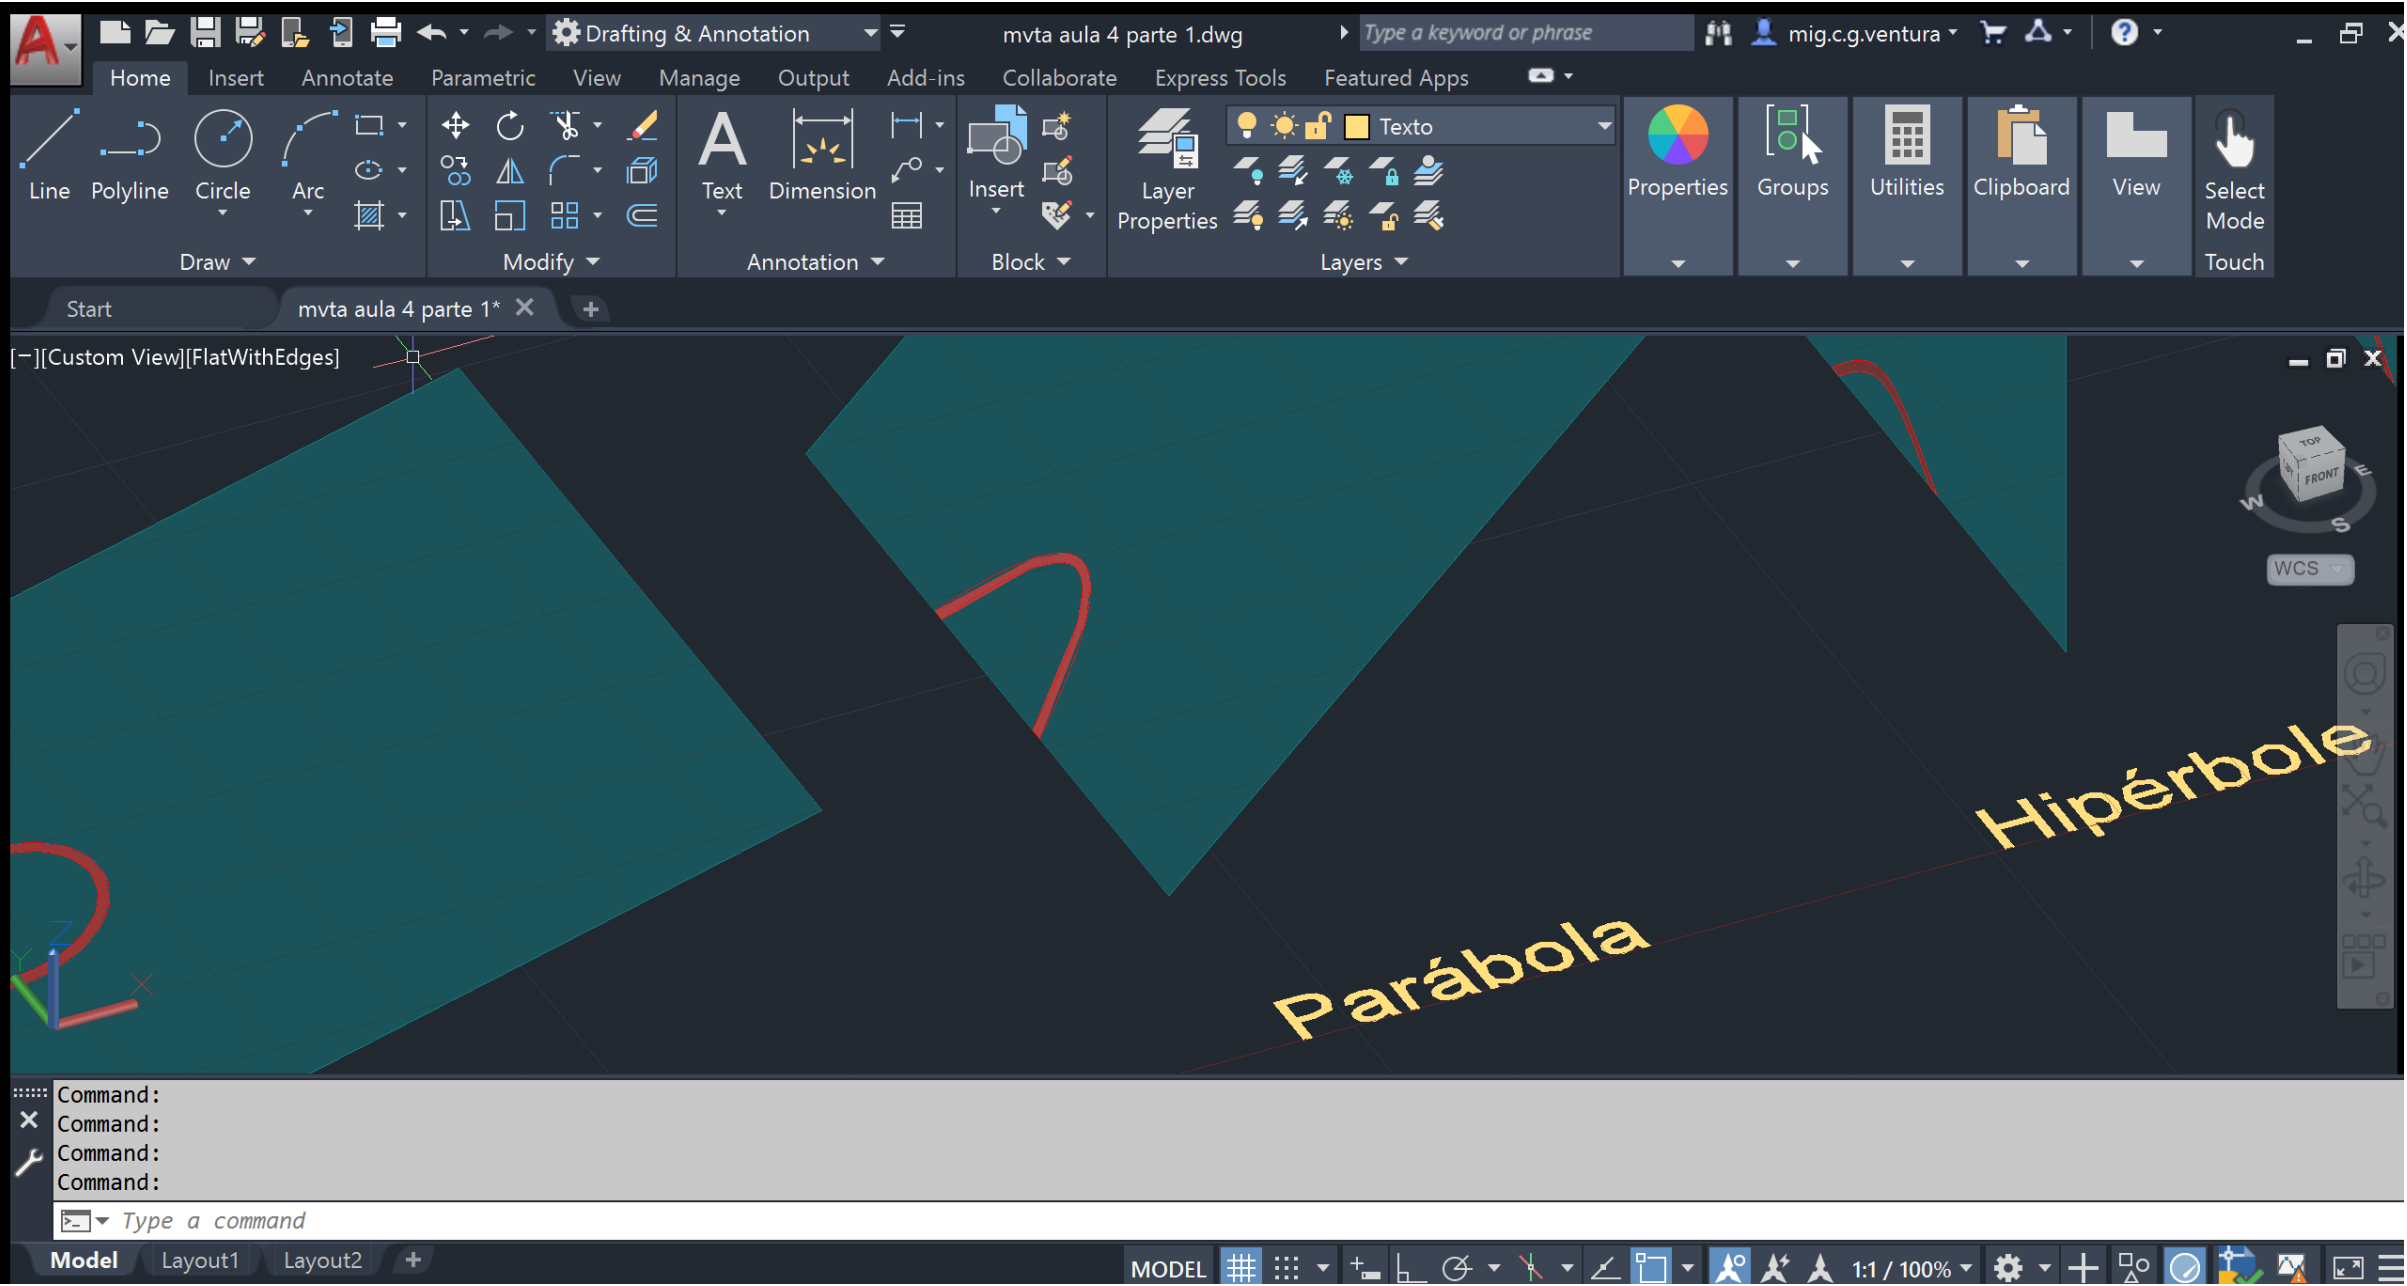 Drafting & Annotation mvta aula 4 parte 1.dwg Type a keyword or phrase mig.c.g.ventura
Home Insert Annotate Parametric View Manage Output Add-ins Collaborate Express Tools Featured Apps
Texto
Line Polyline Circle Arc Text Dimension Insert Layer Properties Properties Groups Utilities Clipboard View Select Mode
Draw Modify Annotation Block Layers Touch
Start mvta aula 4 parte 1*
[−][Custom View][FlatWithEdges]
TOP
FRONT
W
S
E
WCS
Hipérbole
Parábola
Z
Y
X
Command:
Command:
Command:
Command:
Type a command
Model Layout1 Layout2 MODEL 1:1 / 100%